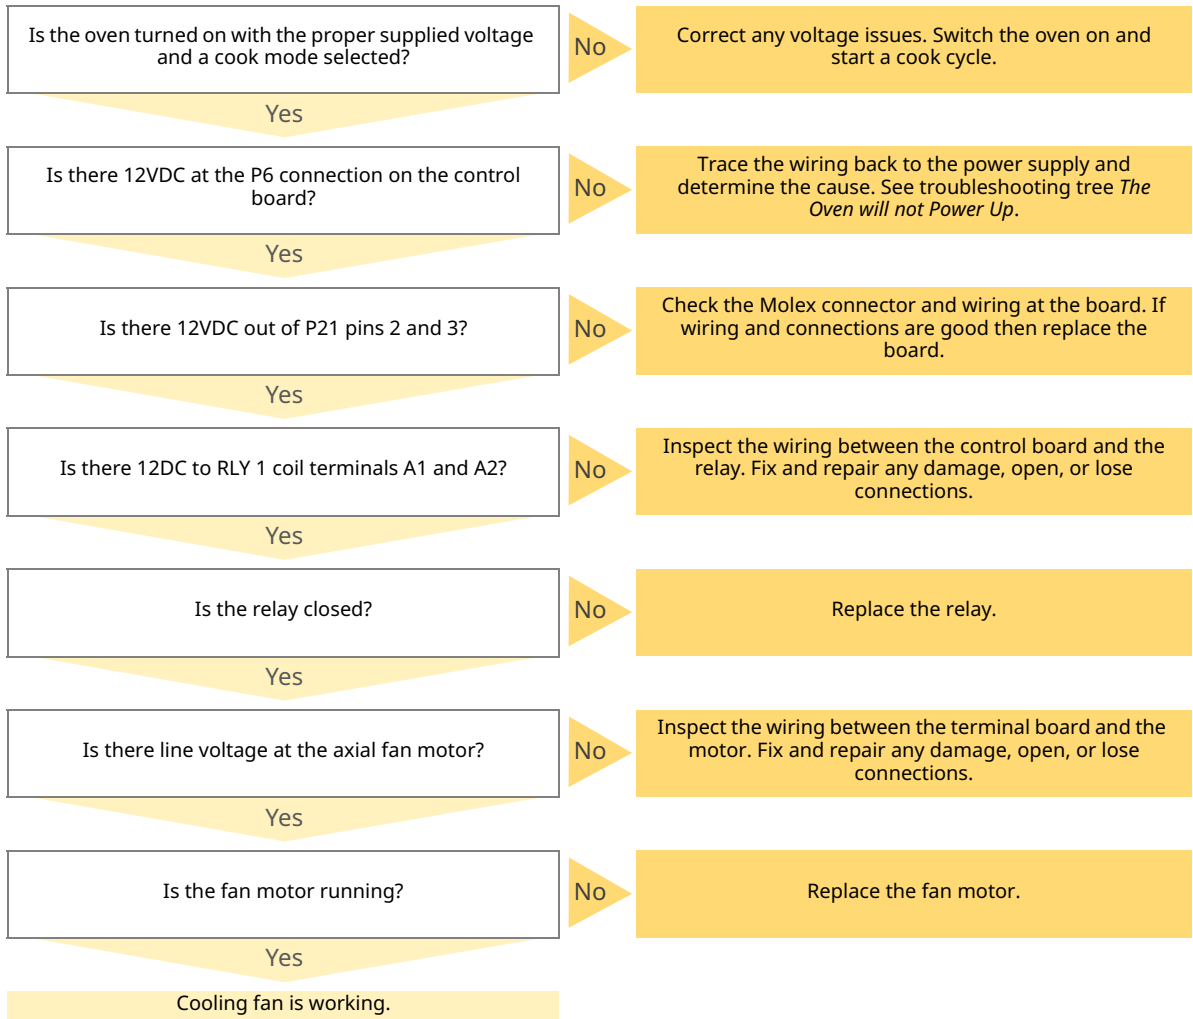 Is the oven turned on with the proper supplied voltage
and a cook mode selected?
No
Correct any voltage issues. Switch the oven on and
start a cook cycle.
Yes
Is there 12VDC at the P6 connection on the control
board?
No
Trace the wiring back to the power supply and
determine the cause. See troubleshooting tree The
Oven will not Power Up.
Yes
Is there 12VDC out of P21 pins 2 and 3?
No
Check the Molex connector and wiring at the board. If
wiring and connections are good then replace the
board.
Yes
Is there 12DC to RLY 1 coil terminals A1 and A2?
No
Inspect the wiring between the control board and the
relay. Fix and repair any damage, open, or lose
connections.
Yes
Is the relay closed?
No
Replace the relay.
Yes
Is there line voltage at the axial fan motor?
No
Inspect the wiring between the terminal board and the
motor. Fix and repair any damage, open, or lose
connections.
Yes
Is the fan motor running?
No
Replace the fan motor.
Yes
Cooling fan is working.